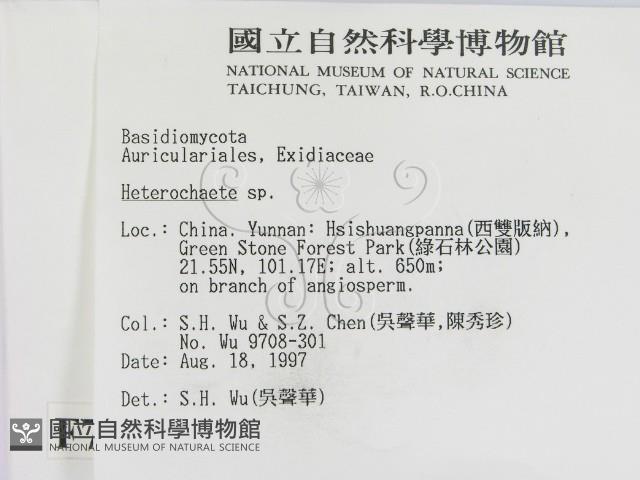 國立自然科學博物館
NATIONAL MUSEUM OF NATURAL SCIENCE
TAICHUNG, TAIWAN, R.O.CHINA
Basidiomycota
Auriculariales, Exidiaceae
Heterochaete sp.
Loc.: China. Yunnan: Hsishuangpanna(西雙版納),
Green Stone Forest Park(綠石林公園)
21.55N, 101.17E; alt. 650m;
on branch of angiosperm.
Col.: S.H. Wu & S.Z. Chen(吳聲華,陳秀珍)
No. Wu 9708-301
Date: Aug. 18, 1997
Det.: S.H. Wu(吳聲華)
國立自然科學博物館
NATIONAL MUSEUM OF NATURAL SCIENCE